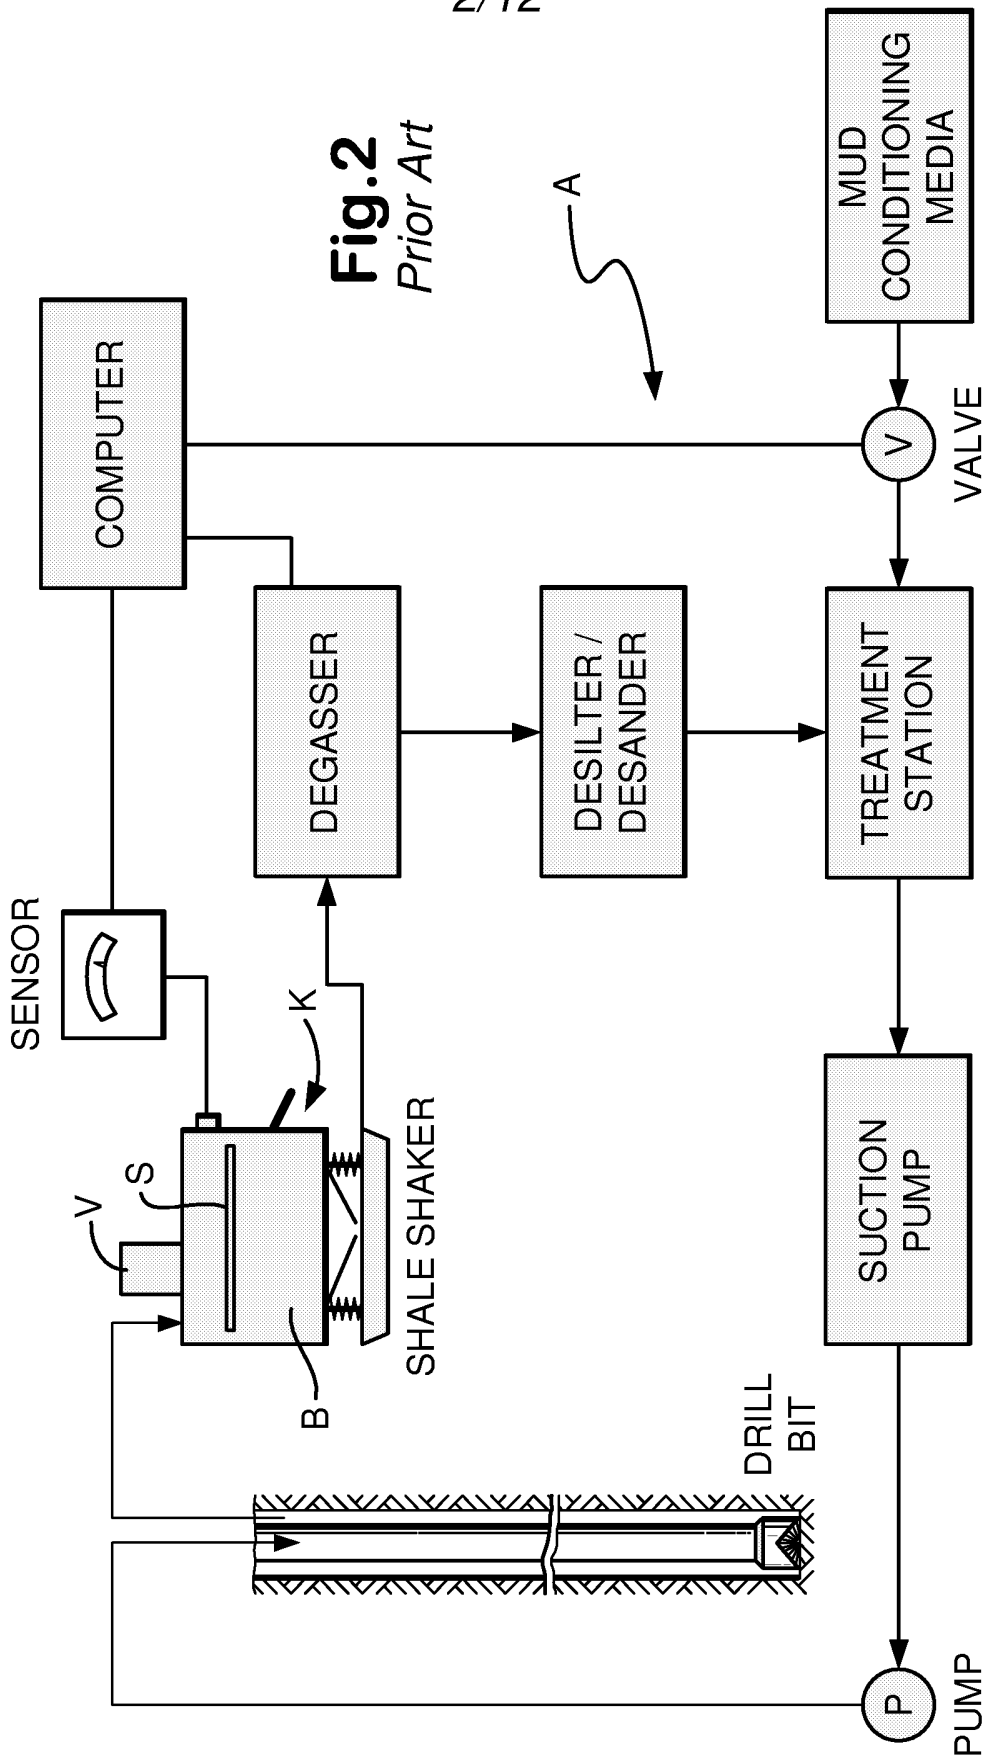 2/12
Fig.2
Prior Art
A
SENSOR
COMPUTER
V
S
K
B
SHALE SHAKER
DEGASSER
DESILTER /
DESANDER
TREATMENT
STATION
V
VALVE
MUD
CONDITIONING
MEDIA
SUCTION
PUMP
DRILL
BIT
P
PUMP